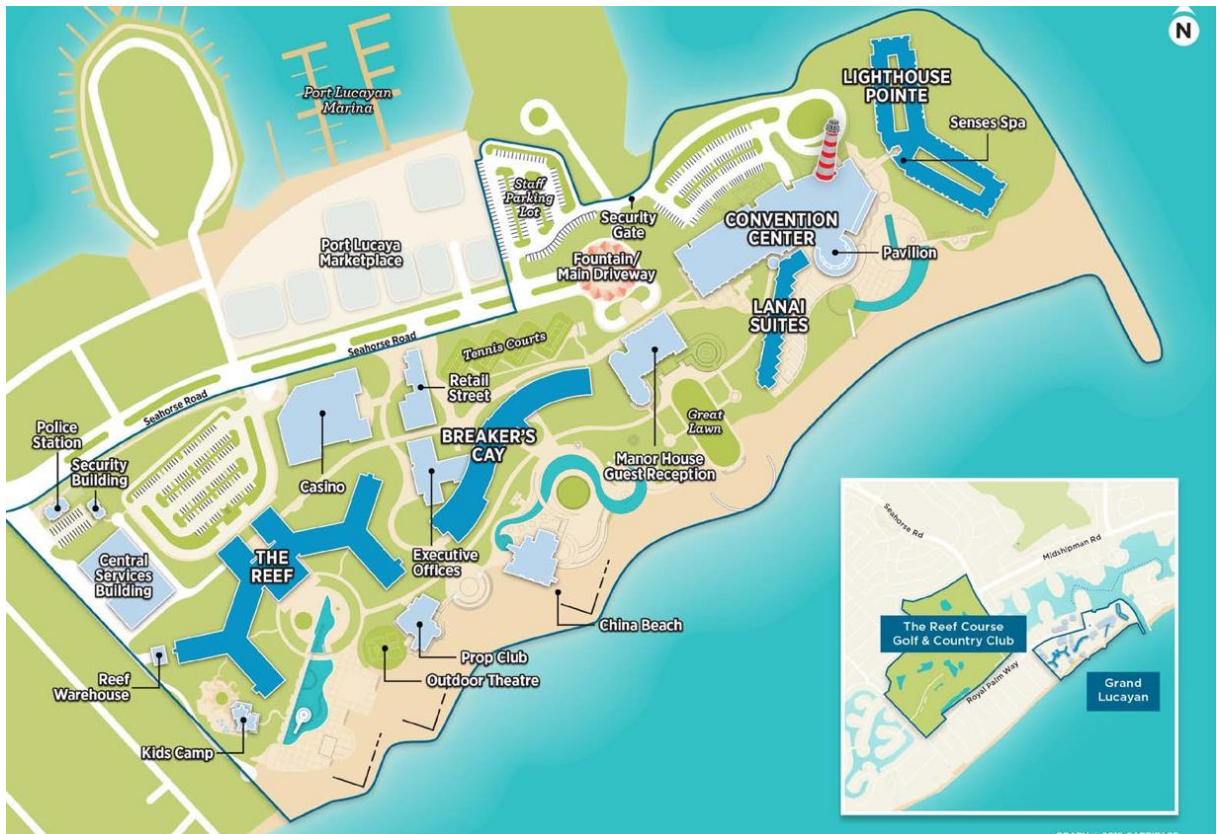 N
LIGHTHOUSE
POINTE
Senses Spa
Port Lucayan
Marina
Staff
Parking
Lot
Security
Gate
CONVENTION
CENTER
Pavilion
Port Lucaya
Marketplace
Fountain/
Main Driveway
LANAI
SUITES
Seahorse Road
Tennis Courts
Seahorse Road
Retail
Street
Great
Lawn
Police
Station
Security
Building
BREAKER'S
CAY
Manor House
Guest Reception
Casino
Central
Services
Building
THE
REEF
Executive
Offices
China Beach
Prop Club
Outdoor Theatre
Reef
Warehouse
Kids Camp
Seahorse Rd
Midshipman Rd
The Reef Course
Golf & Country Club
Royal Palm Way
Grand
Lucayan